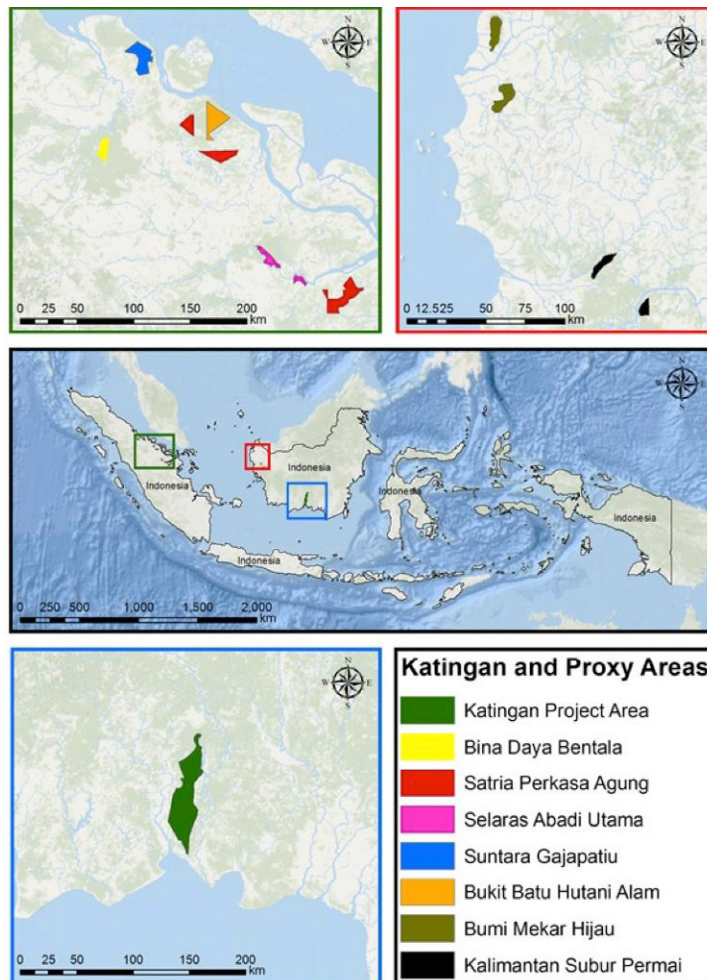 N
W E
S
0 25 50 100 150 200
km
N
W E
S
0 12.525 50 75 100
km
N
W E
S
Indonesia
Indonesia
Indonesia
Indonesia
Indonesia
0 250 500 1,000 1,500 2,000
km
N
W E
S
0 25 50 100 150 200
km
Katingan and Proxy Areas
Katingan Project Area
Bina Daya Bentala
Satria Perkasa Agung
Selaras Abadi Utama
Suntara Gajapatiu
Bukit Batu Hutani Alam
Bumi Mekar Hijau
Kalimantan Subur Permai